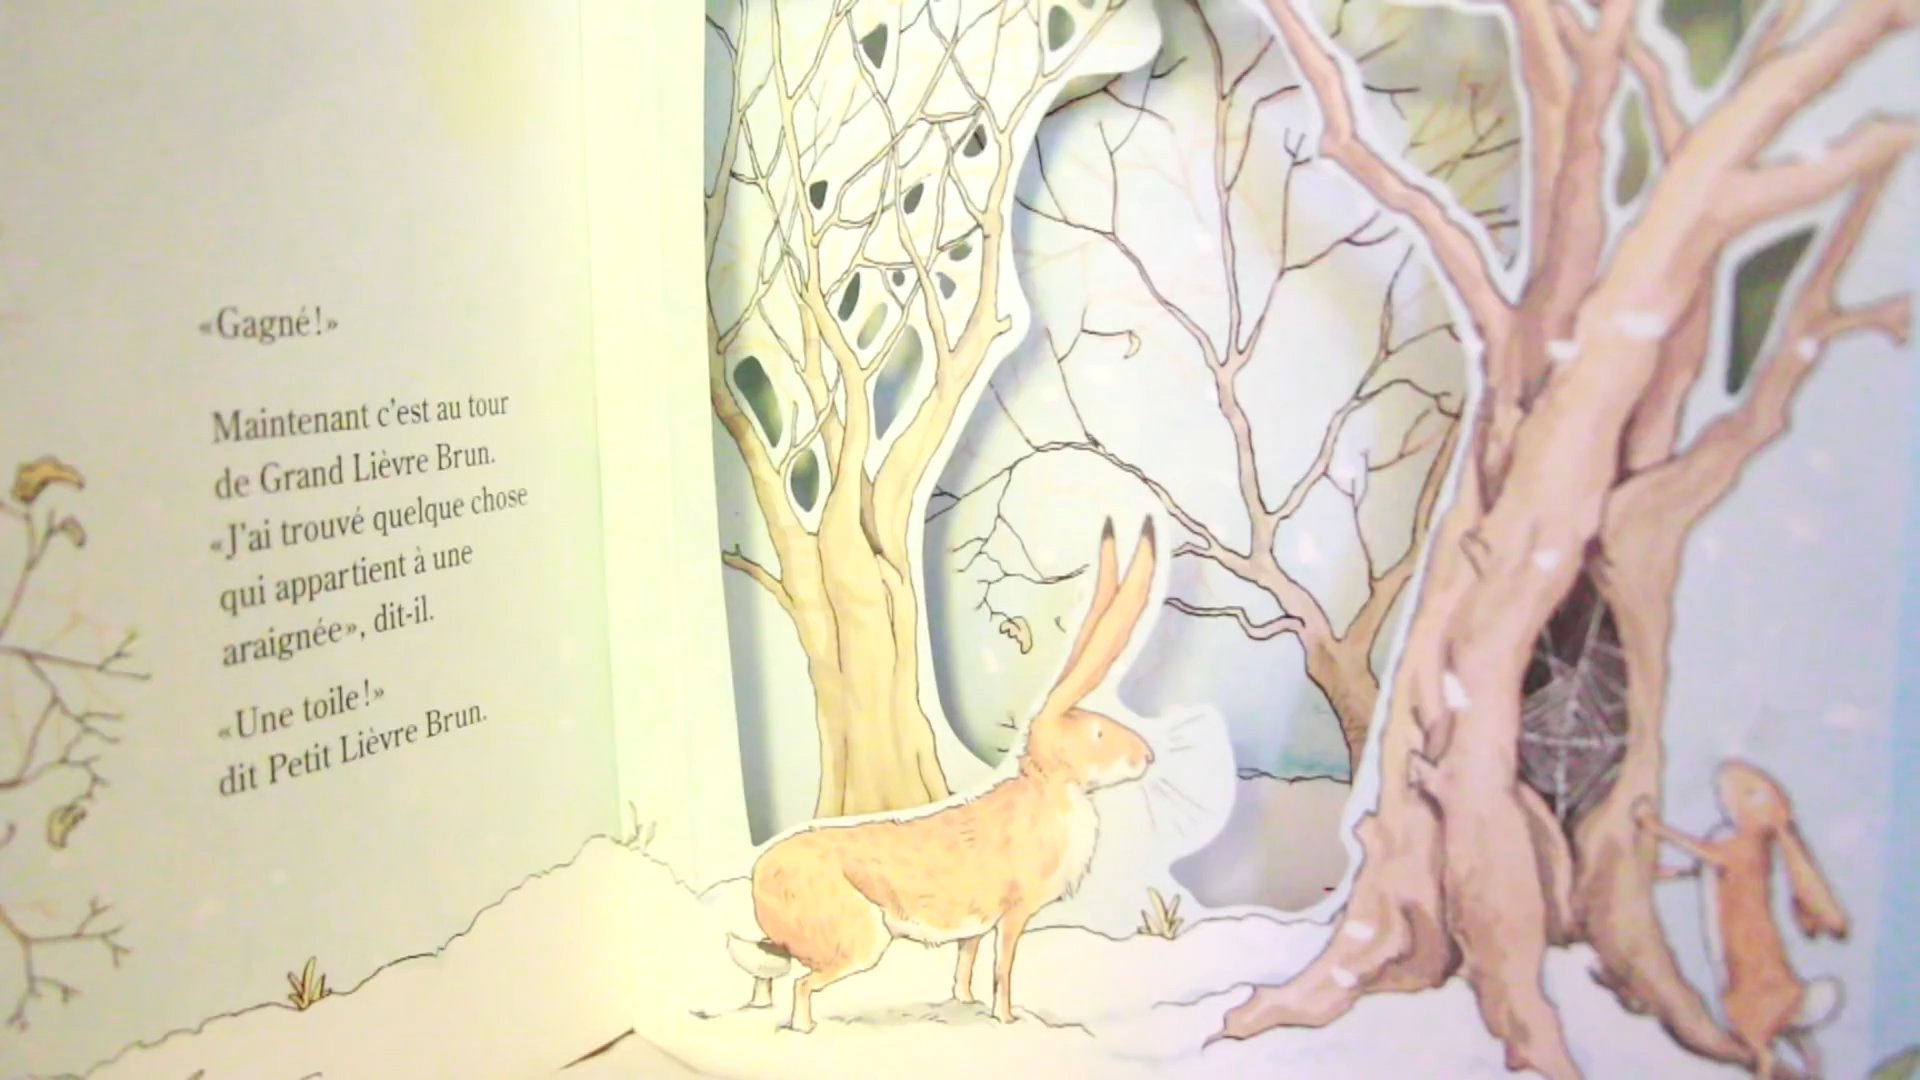 «Gagné!»
Maintenant c'est au tour
de Grand Lièvre Brun.
«J'ai trouvé quelque chose
qui appartient à une
araignée», dit-il.
«Une toile!»
dit Petit Lièvre Brun.